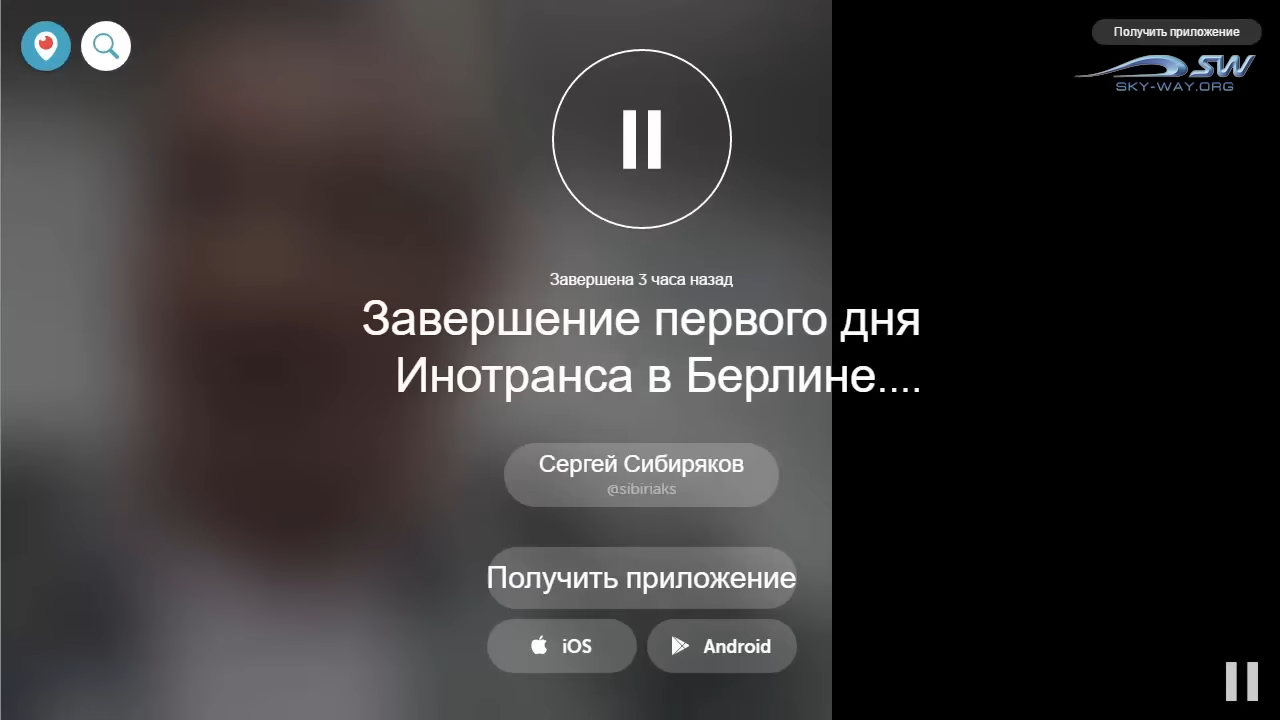 Получить приложение
SW
SKY-WAY.ORG
Завершена 3 часа назад
Завершение первого дня
Инотранса в Берлине....
Сергей Сибиряков
@sibiriaks
Получить приложение
iOS
Android